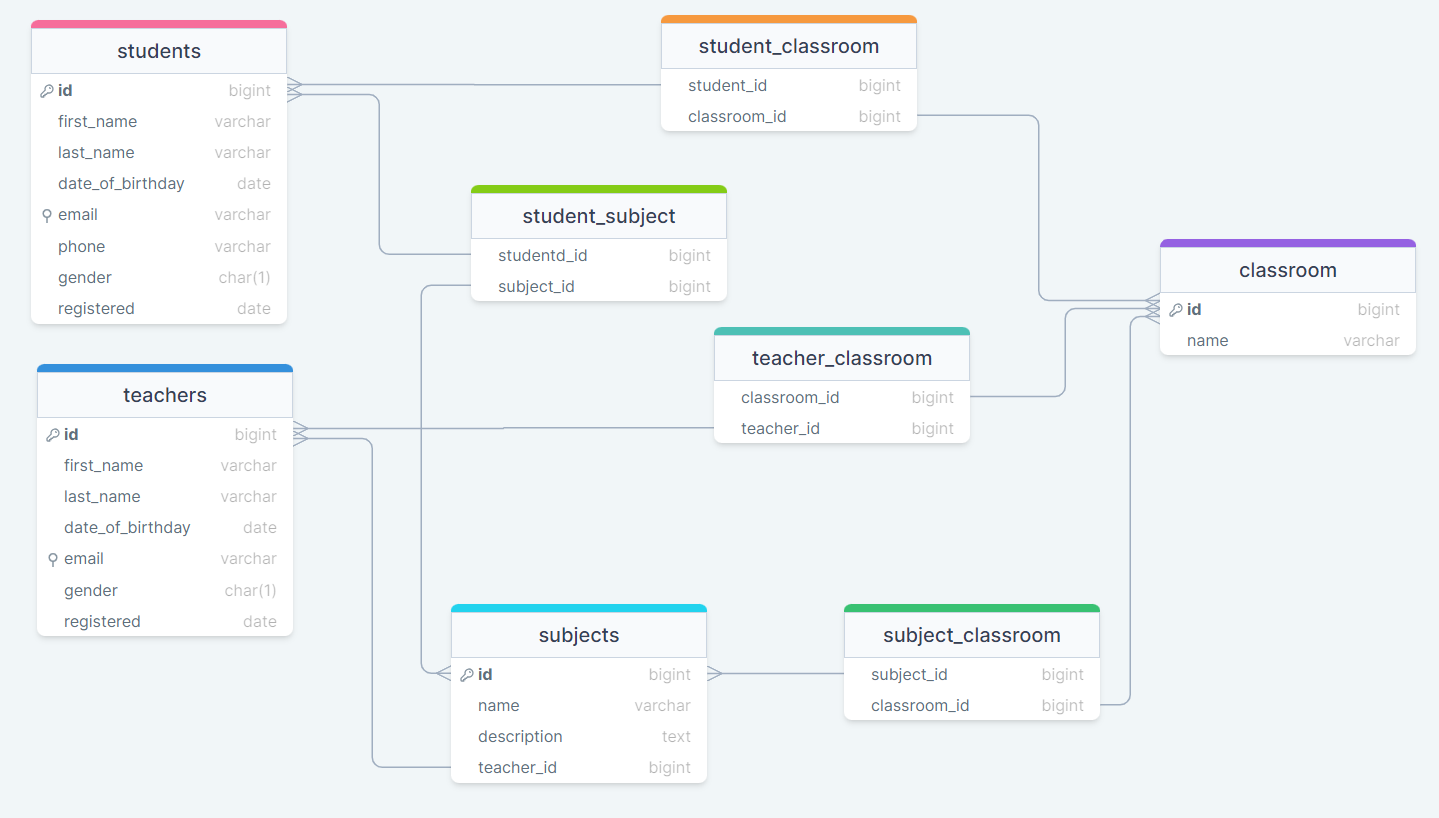 students
id bigint
first_name varchar
last_name varchar
date_of_birthday date
email varchar
phone varchar
gender char(1)
registered date
student_classroom
student_id bigint
classroom_id bigint
student_subject
studentd_id bigint
subject_id bigint
classroom
id bigint
name varchar
teacher_classroom
classroom_id bigint
teacher_id bigint
teachers
id bigint
first_name varchar
last_name varchar
date_of_birthday date
email varchar
gender char(1)
registered date
subjects
id bigint
name varchar
description text
teacher_id bigint
subject_classroom
subject_id bigint
classroom_id bigint